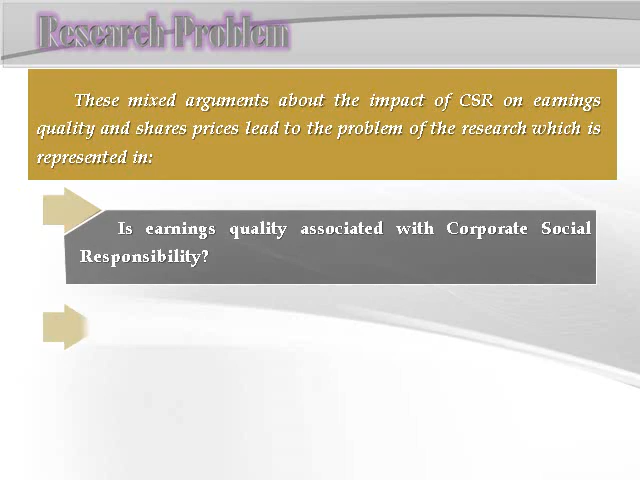 Research Problem
These mixed arguments about the impact of CSR on earnings
quality and shares prices lead to the problem of the research which is
represented in:
Is earnings quality associated with Corporate Social
Responsibility?